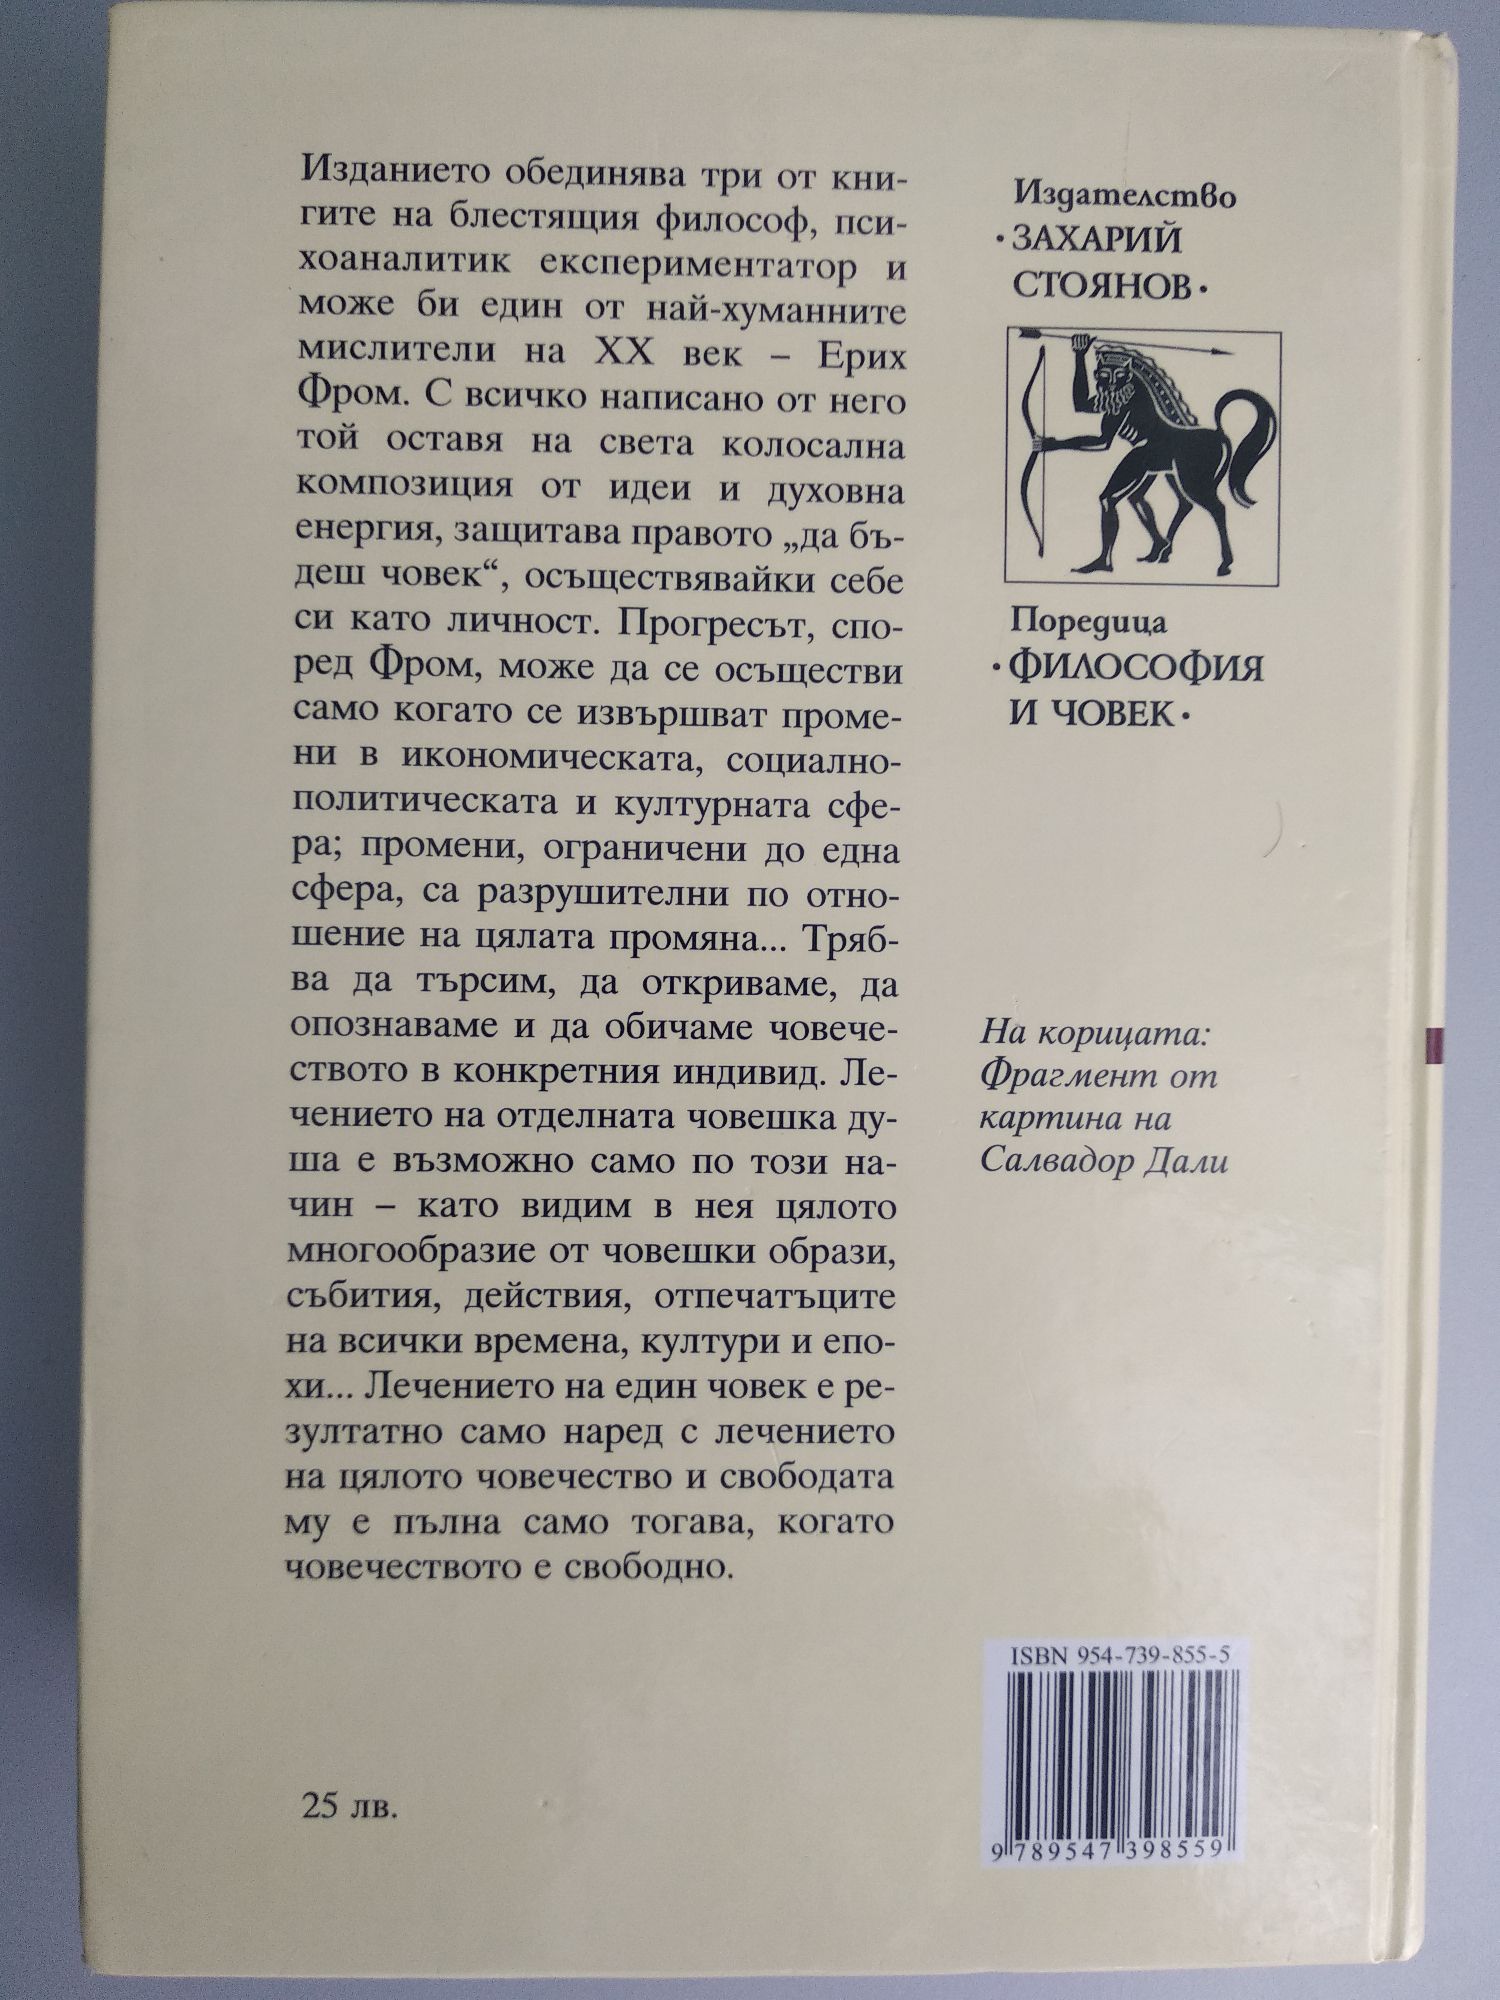 Изданието обединява три от кни-
гите на блестящия философ, пси-
хоаналитик експериментатор и
може би един от най-хуманните
мислители на XX век – Ерих
Фром. С всичко написано от него
той оставя на света колосална
композиция от идеи и духовна
енергия, защитава правото „да бъ-
деш човек“, осъществявайки себе
си като личност. Прогресът, спо-
ред Фром, може да се осъществи
само когато се извършват проме-
ни в икономическата, социално-
политическата и културната сфе-
ра; промени, ограничени до една
сфера, са разрушителни по отно-
шение на цялата промяна... Тряб-
ва да търсим, да откриваме, да
опознаваме и да обичаме човече-
ството в конкретния индивид. Ле-
чението на отделната човешка ду-
ша е възможно само по този на-
чин – като видим в нея цялото
многообразие от човешки образи,
събития, действия, отпечатъците
на всички времена, култури и епо-
хи... Лечението на един човек е ре-
зултатно само наред с лечението
на цялото човечество и свободата
му е пълна само тогава, когато
човечеството е свободно.
25 лв.
Издателство
·ЗАХАРИЙ
СТОЯНОВ·
Поредица
·ФИЛОСОФИЯ
И ЧОВЕК·
На корицата:
Фрагмент от
картина на
Салвадор Дали
ISBN 954-739-855-5
9 789547 398559